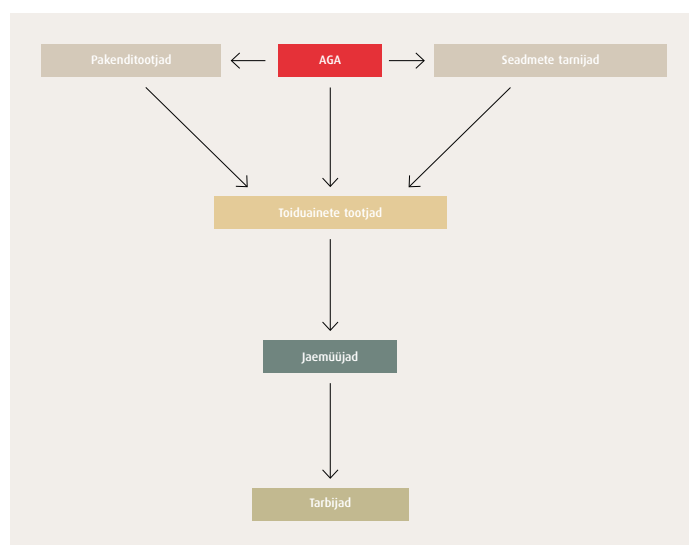 Pakenditootjad
AGA
Seadmete tarnijad
Toiduainete tootjad
Jaemüüjad
Tarbijad